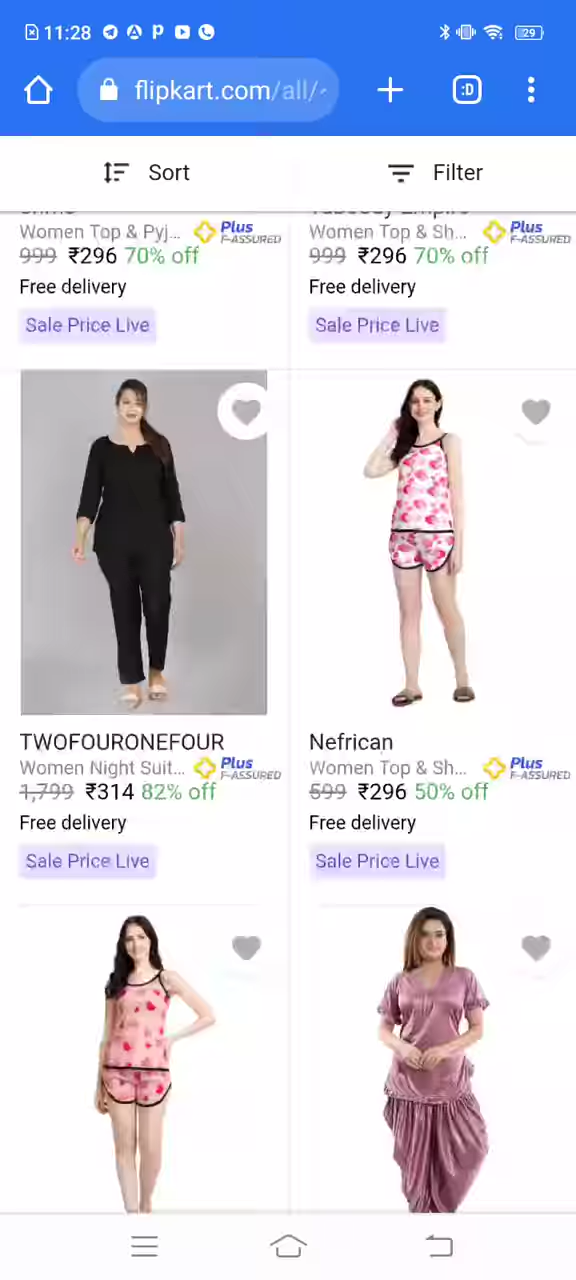 11:28
29
flipkart.com/all/
:D
Sort
Filter
Women Top & Pyj...
Plus
F-ASSURED
999 ₹296 70% off
Free delivery
Sale Price Live
Women Top & Sh...
Plus
F-ASSURED
999 ₹296 70% off
Free delivery
Sale Price Live
TWOFOURONEFOUR
Women Night Suit...
Plus
F-ASSURED
1,799 ₹314 82% off
Free delivery
Sale Price Live
Nefrican
Women Top & Sh...
Plus
F-ASSURED
599 ₹296 50% off
Free delivery
Sale Price Live